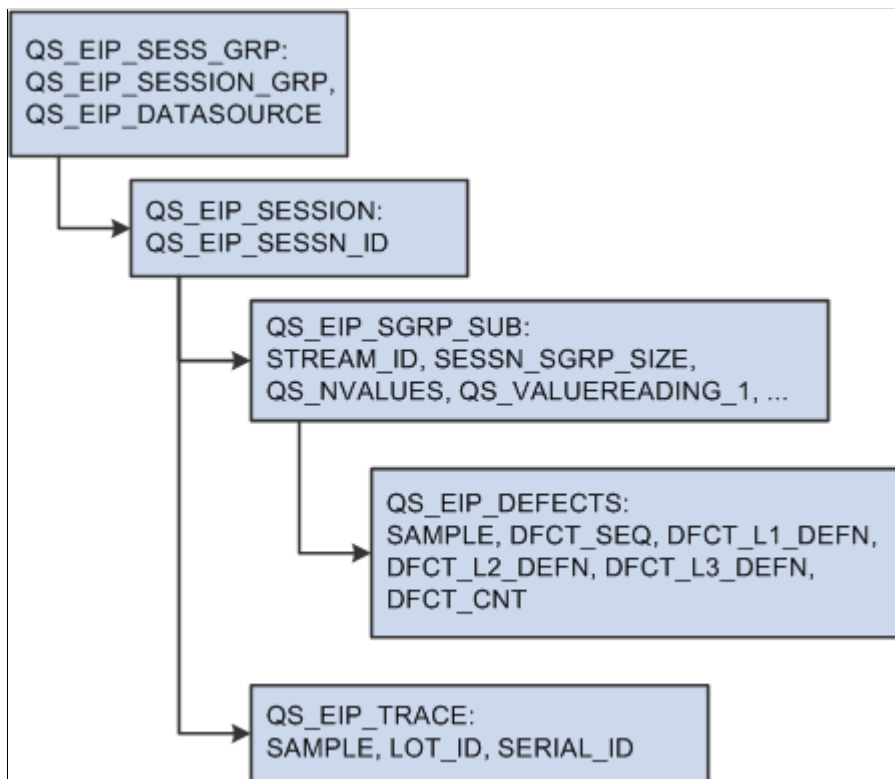 QS_EIP_SESS_GRP:
QS_EIP_SESSION_GRP,
QS_EIP_DATASOURCE
QS_EIP_SESSION:
QS_EIP_SESSN_ID
QS_EIP_SGRP_SUB:
STREAM_ID, SESSN_SGRP_SIZE,
QS_NVALUES, QS_VALUEREADING_1, ...
QS_EIP_DEFECTS:
SAMPLE, DFCT_SEQ, DFCT_L1_DEFN,
DFCT_L2_DEFN, DFCT_L3_DEFN,
DFCT_CNT
QS_EIP_TRACE:
SAMPLE, LOT_ID, SERIAL_ID